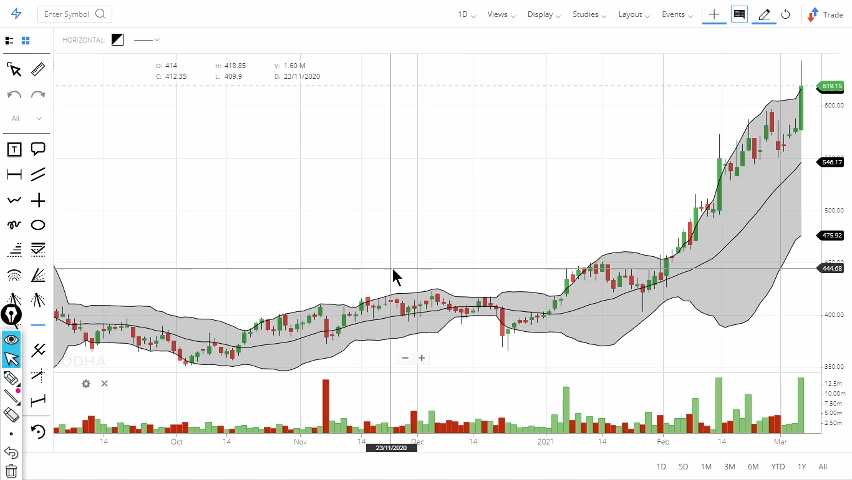 Enter Symbol 1D Views Display Studies Layout Events Trade
HORIZONTAL:
O: 414 H: 418.85 V: 1.60 M
C: 412.35 L: 409.9 D: 23/11/2020
All
T
619.15
600.00
546.17
500.00
475.92
444.68
400.00
350.00
ODHA
12.5m
10.00m
7.50m
5.00m
2.50m
14 Oct 14 Nov 14 Dec 14 2021 14 Feb 14 Mar
23/11/2020
1D 5D 1M 3M 6M YTD 1Y All